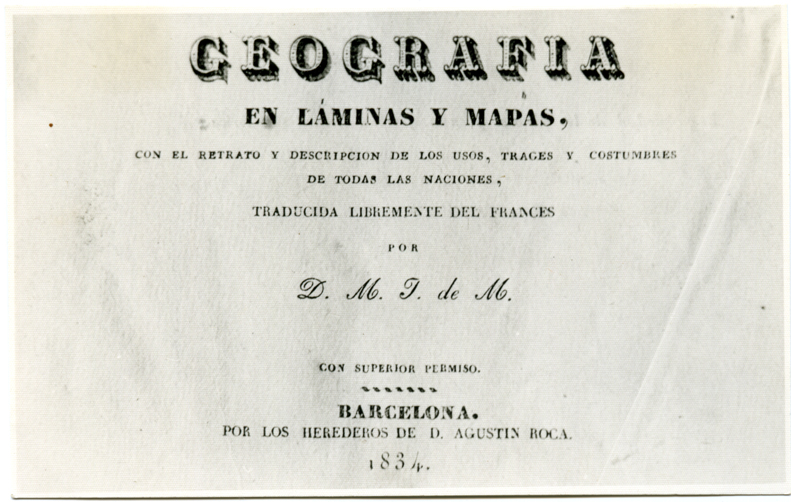 GEOGRAFIA
EN LÁMINAS Y MAPAS,
CON EL RETRATO Y DESCRIPCION DE LOS USOS, TRAGES Y COSTUMBRES
DE TODAS LAS NACIONES,
TRADUCIDA LIBREMENTE DEL FRANCES
POR
D. M. T. de M.
CON SUPERIOR PERMISO.
BARCELONA.
POR LOS HEREDEROS DE D. AGUSTIN ROCA.
1834.